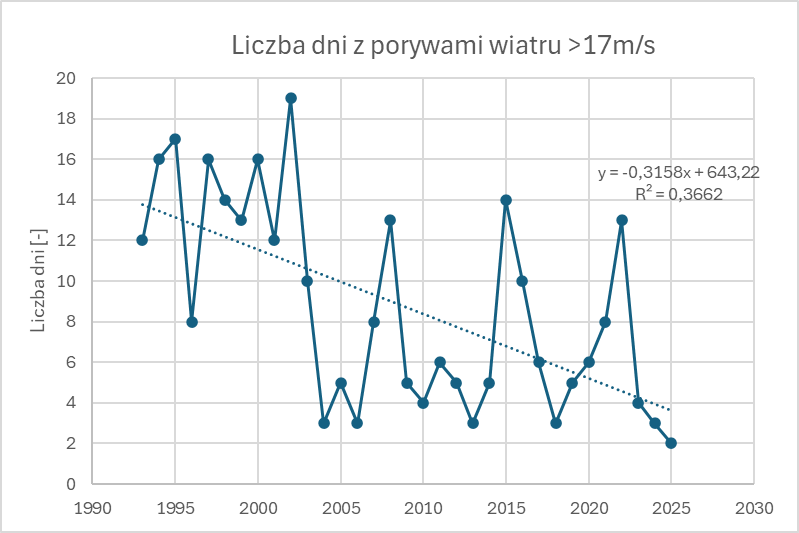 Liczba dni z porywami wiatru >17m/s
20
18
16
14
12
10
8
6
4
2
0
Liczba dni [-]
y = -0,3158x + 643,22
R² = 0,3662
1990 1995 2000 2005 2010 2015 2020 2025 2030